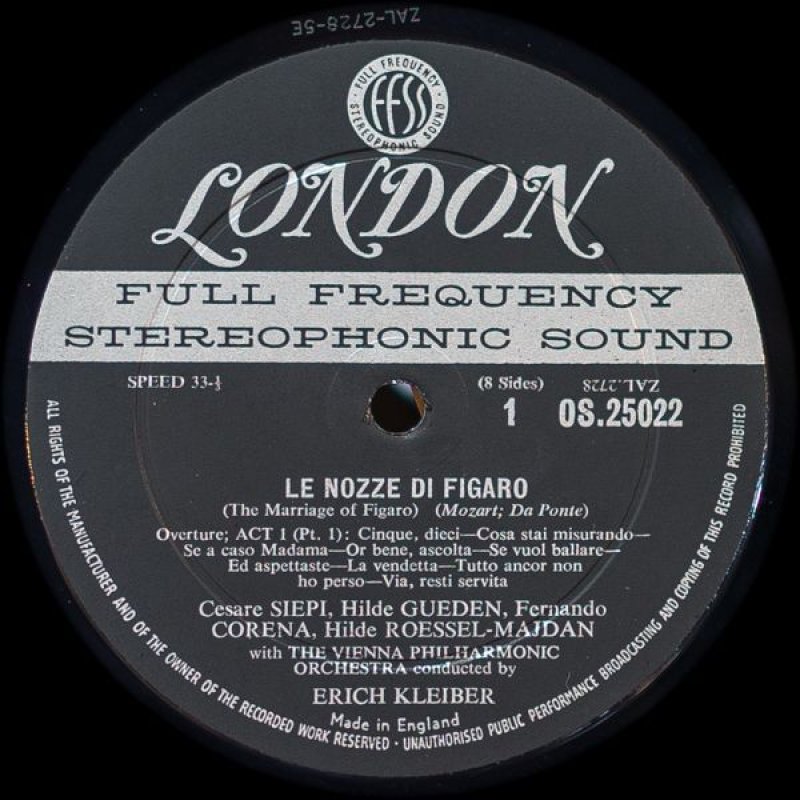 ZAL-2728-5E
FULL FREQUENCY
FFSS
STEREOPHONIC SOUND
LONDON
FULL FREQUENCY
STEREOPHONIC SOUND
SPEED 33-⅓
(8 Sides)
ZAL.2728
1 OS.25022
LE NOZZE DI FIGARO
(The Marriage of Figaro) (Mozart; Da Ponte)
Overture; ACT 1 (Pt. 1): Cinque, dieci—Cosa stai misurando—
Se a caso Madama—Or bene, ascolta—Se vuol ballare—
Ed aspettaste—La vendetta—Tutto ancor non
ho perso—Via, resti servita
Cesare SIEPI, Hilde GUEDEN, Fernando
CORENA, Hilde ROESSEL-MAJDAN
with THE VIENNA PHILHARMONIC
ORCHESTRA conducted by
ERICH KLEIBER
Made in England
ALL RIGHTS OF THE MANUFACTURER AND OF THE OWNER OF THE RECORDED WORK RESERVED · UNAUTHORISED PUBLIC PERFORMANCE BROADCASTING AND COPYING OF THIS RECORD PROHIBITED